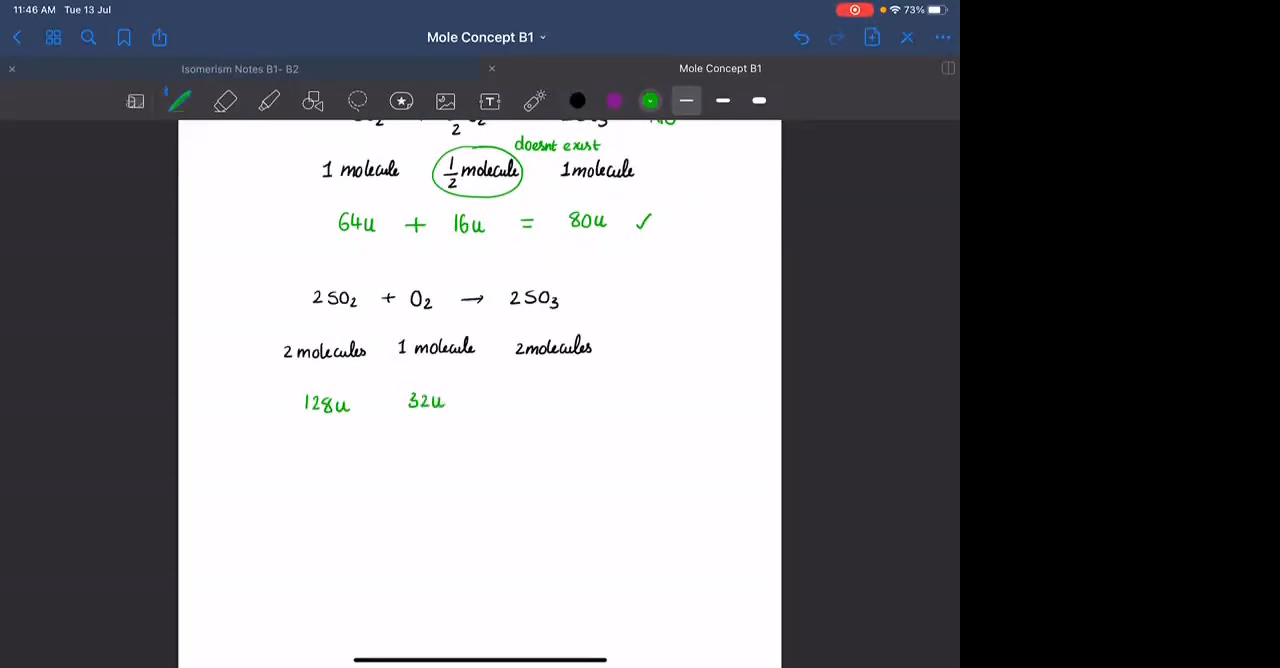 11:46 AM Tue 13 Jul 73%
Mole Concept B1
Isomerism Notes B1- B2 Mole Concept B1
doesnt exist
1 molecule 1/2 molecule 1 molecule
64u + 16u = 80u ✓
2SO₂ + O₂ → 2SO₃
2 molecules 1 molecule 2 molecules
128u 32u